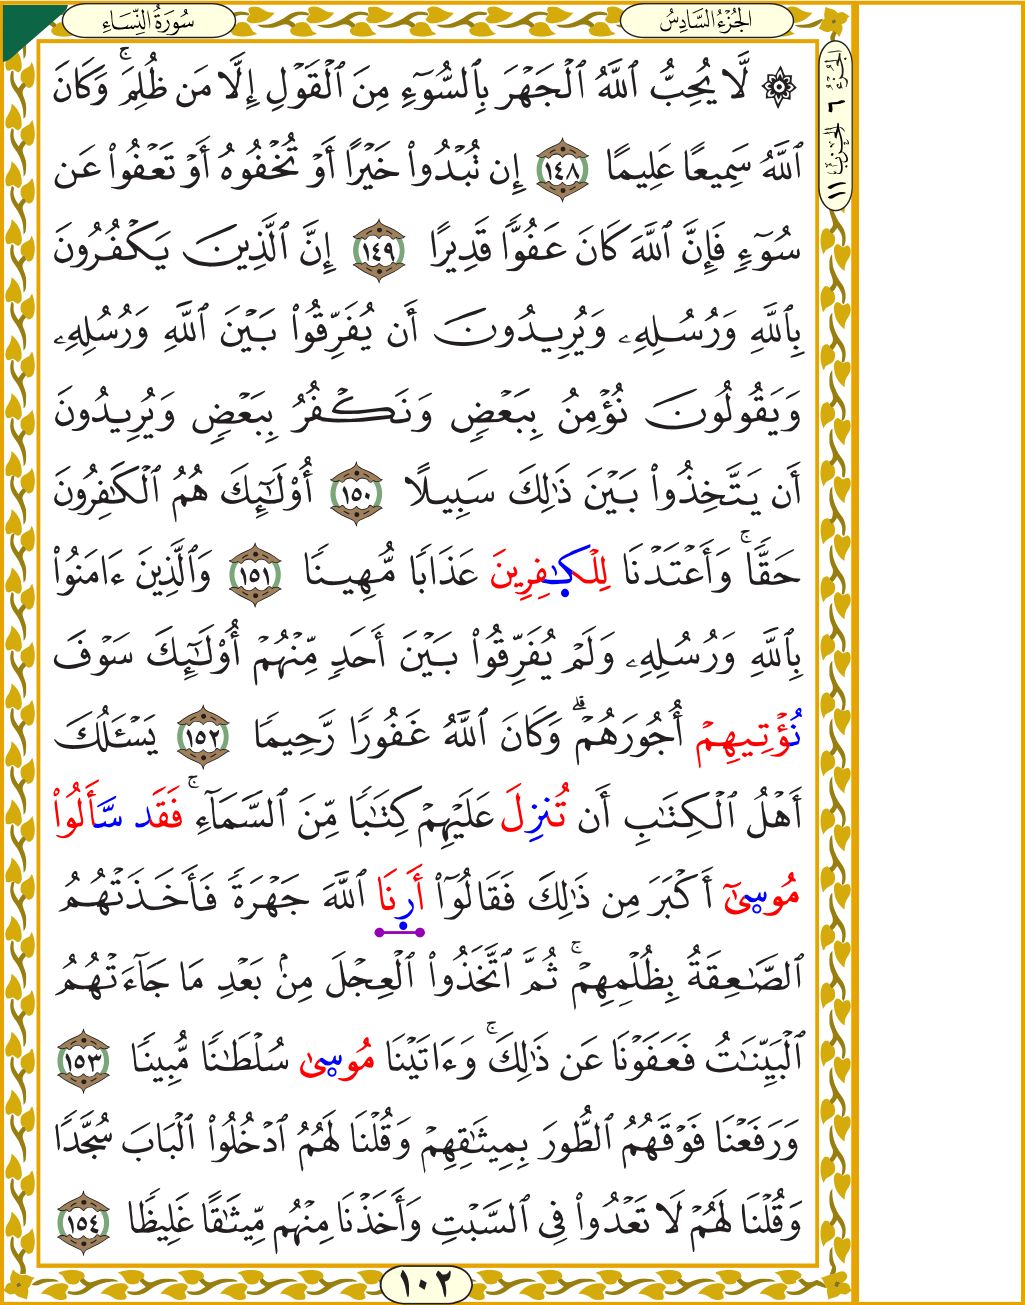 الجُزْءُ السَّادِسُ
سُورَةُ النِّسَاءِ
الجزء ٦ الحزب ١١
۞ لَّا يُحِبُّ ٱللَّهُ ٱلۡجَهۡرَ بِٱلسُّوٓءِ مِنَ ٱلۡقَوۡلِ إِلَّا مَن ظُلِمَۚ وَكَانَ
ٱللَّهُ سَمِيعًا عَلِيمًا ١٤٨ إِن تُبۡدُواْ خَيۡرًا أَوۡ تُخۡفُوهُ أَوۡ تَعۡفُواْ عَن
سُوٓءٖ فَإِنَّ ٱللَّهَ كَانَ عَفُوّٗا قَدِيرًا ١٤٩ إِنَّ ٱلَّذِينَ يَكۡفُرُونَ
بِٱللَّهِ وَرُسُلِهِۦ وَيُرِيدُونَ أَن يُفَرِّقُواْ بَيۡنَ ٱللَّهِ وَرُسُلِهِۦ
وَيَقُولُونَ نُؤۡمِنُ بِبَعۡضٖ وَنَكۡفُرُ بِبَعۡضٖ وَيُرِيدُونَ
أَن يَتَّخِذُواْ بَيۡنَ ذَٰلِكَ سَبِيلًا ١٥٠ أُوْلَٰٓئِكَ هُمُ ٱلۡكَٰفِرُونَ
حَقّٗاۚ وَأَعۡتَدۡنَا لِلۡكَٰفِرِينَ عَذَابٗا مُّهِينٗا ١٥١ وَٱلَّذِينَ ءَامَنُواْ
بِٱللَّهِ وَرُسُلِهِۦ وَلَمۡ يُفَرِّقُواْ بَيۡنَ أَحَدٖ مِّنۡهُمۡ أُوْلَٰٓئِكَ سَوۡفَ
نُؤۡتِيهِمۡ أُجُورَهُمۡۗ وَكَانَ ٱللَّهُ غَفُورٗا رَّحِيمٗا ١٥٢ يَسۡـَٔلُكَ
أَهۡلُ ٱلۡكِتَٰبِ أَن تُنزِلَ عَلَيۡهِمۡ كِتَٰبٗا مِّنَ ٱلسَّمَآءِۚ فَقَد سَّأَلُواْ
مُوسىٰٓ أَكۡبَرَ مِن ذَٰلِكَ فَقَالُوٓاْ أَرِنَا ٱللَّهَ جَهۡرَةٗ فَأَخَذَتۡهُمُ
ٱلصَّٰعِقَةُ بِظُلۡمِهِمۡۚ ثُمَّ ٱتَّخَذُواْ ٱلۡعِجۡلَ مِنۢ بَعۡدِ مَا جَآءَتۡهُمُ
ٱلۡبَيِّنَٰتُ فَعَفَوۡنَا عَن ذَٰلِكَۚ وَءَاتَيۡنَا مُوسىٰ سُلۡطَٰنٗا مُّبِينٗا ١٥٣
وَرَفَعۡنَا فَوۡقَهُمُ ٱلطُّورَ بِمِيثَٰقِهِمۡ وَقُلۡنَا لَهُمُ ٱدۡخُلُواْ ٱلۡبَابَ سُجَّدٗا
وَقُلۡنَا لَهُمۡ لَا تَعۡدُواْ فِي ٱلسَّبۡتِ وَأَخَذۡنَا مِنۡهُم مِّيثَٰقًا غَلِيظٗا ١٥٤
١٠٢